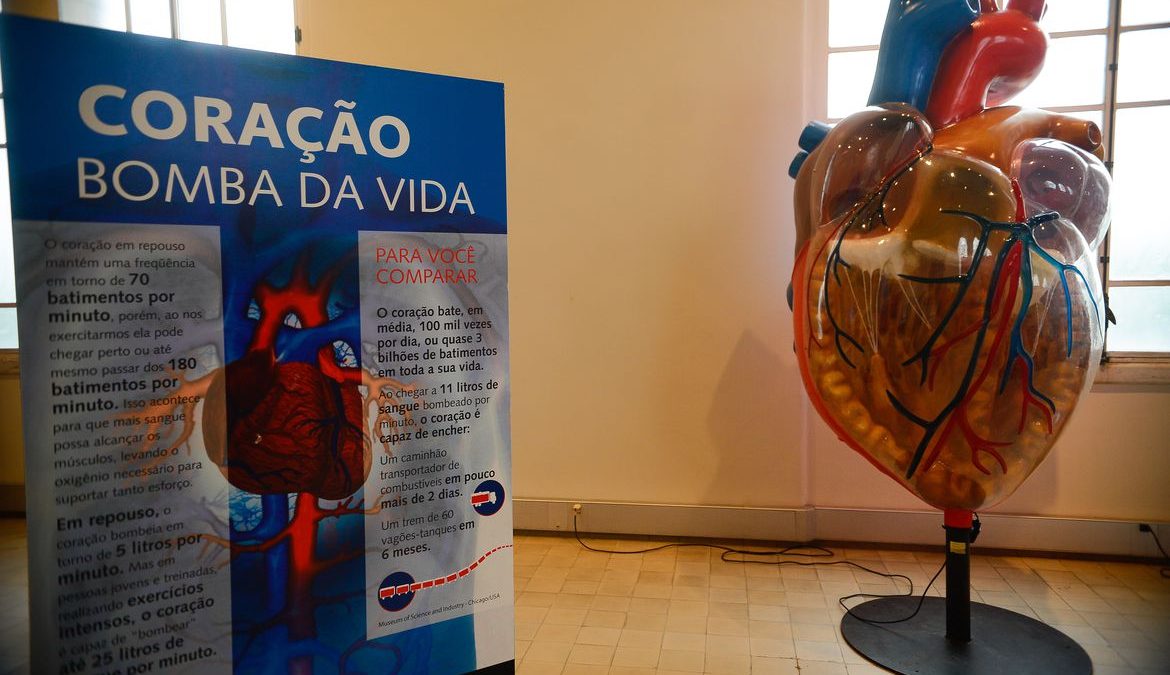 CORAÇÃO
BOMBA DA VIDA
O coração em repouso
mantém uma freqüência
em torno de 70
batimentos por
minuto, porém, ao nos
exercitarmos ela pode
chegar perto ou até
mesmo passar dos 180
batimentos por
minuto. Isso acontece
para que mais sangue
possa alcançar os
músculos, levando o
oxigênio necessário para
suportar tanto esforço.
Em repouso, o
coração bombeia em
torno de 5 litros por
minuto. Mas em
pessoas jovens e treinadas,
realizando exercícios
intensos, o coração
é capaz de "bombear"
até 25 litros de
por minuto.
PARA VOCÊ
COMPARAR
O coração bate, em
média, 100 mil vezes
por dia, ou quase 3
bilhões de batimentos
em toda a sua vida.
Ao chegar a 11 litros de
sangue bombeado por
minuto, o coração é
capaz de encher:
Um caminhão
transportador de
combustíveis em pouco
mais de 2 dias.
Um trem de 60
vagões-tanques em
6 meses.
Museum of Science and Industry - Chicago/USA